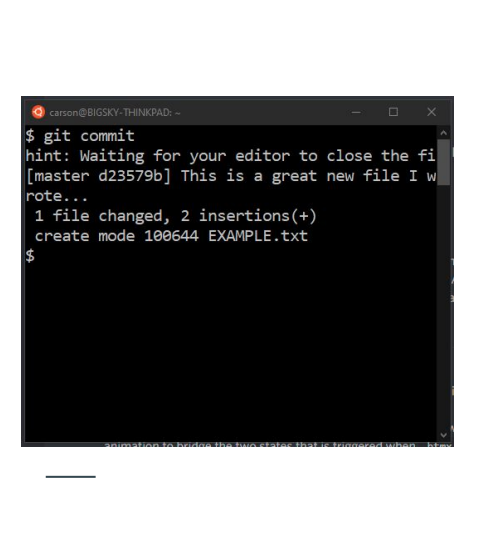 carson@BIGSKY-THINKPAD: ~
$ git commit
hint: Waiting for your editor to close the fi
[master d23579b] This is a great new file I w
rote...
 1 file changed, 2 insertions(+)
 create mode 100644 EXAMPLE.txt
$
animation to bridge the two states that is triggered when htmx